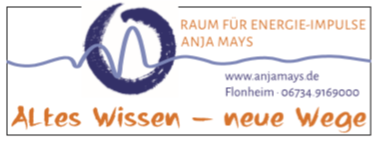 RAUM FÜR ENERGIE-IMPULSE
ANJA MAYS
www.anjamays.de
Flonheim · 06734.9169000
Altes Wissen – neue Wege